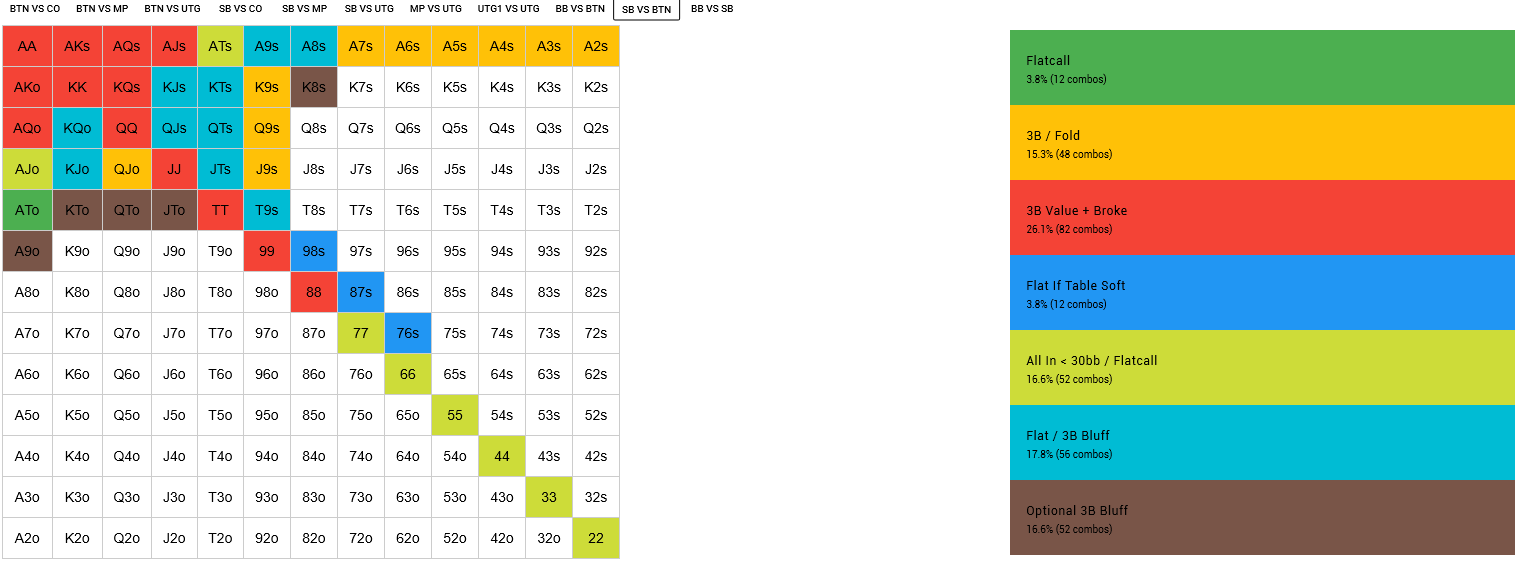 BTN VS CO BTN VS MP BTN VS UTG SB VS CO SB VS MP SB VS UTG MP VS UTG UTG1 VS UTG BB VS BTN SB VS BTN BB VS SB
AA AKs AQs AJs ATs A9s A8s A7s A6s A5s A4s A3s A2s
AKo KK KQs KJs KTs K9s K8s K7s K6s K5s K4s K3s K2s
AQo KQo QQ QJs QTs Q9s Q8s Q7s Q6s Q5s Q4s Q3s Q2s
AJo KJo QJo JJ JTs J9s J8s J7s J6s J5s J4s J3s J2s
ATo KTo QTo JTo TT T9s T8s T7s T6s T5s T4s T3s T2s
A9o K9o Q9o J9o T9o 99 98s 97s 96s 95s 94s 93s 92s
A8o K8o Q8o J8o T8o 98o 88 87s 86s 85s 84s 83s 82s
A7o K7o Q7o J7o T7o 97o 87o 77 76s 75s 74s 73s 72s
A6o K6o Q6o J6o T6o 96o 86o 76o 66 65s 64s 63s 62s
A5o K5o Q5o J5o T5o 95o 85o 75o 65o 55 54s 53s 52s
A4o K4o Q4o J4o T4o 94o 84o 74o 64o 54o 44 43s 42s
A3o K3o Q3o J3o T3o 93o 83o 73o 63o 53o 43o 33 32s
A2o K2o Q2o J2o T2o 92o 82o 72o 62o 52o 42o 32o 22
Flatcall
3.8% (12 combos)
3B / Fold
15.3% (48 combos)
3B Value + Broke
26.1% (82 combos)
Flat If Table Soft
3.8% (12 combos)
All In < 30bb / Flatcall
16.6% (52 combos)
Flat / 3B Bluff
17.8% (56 combos)
Optional 3B Bluff
16.6% (52 combos)